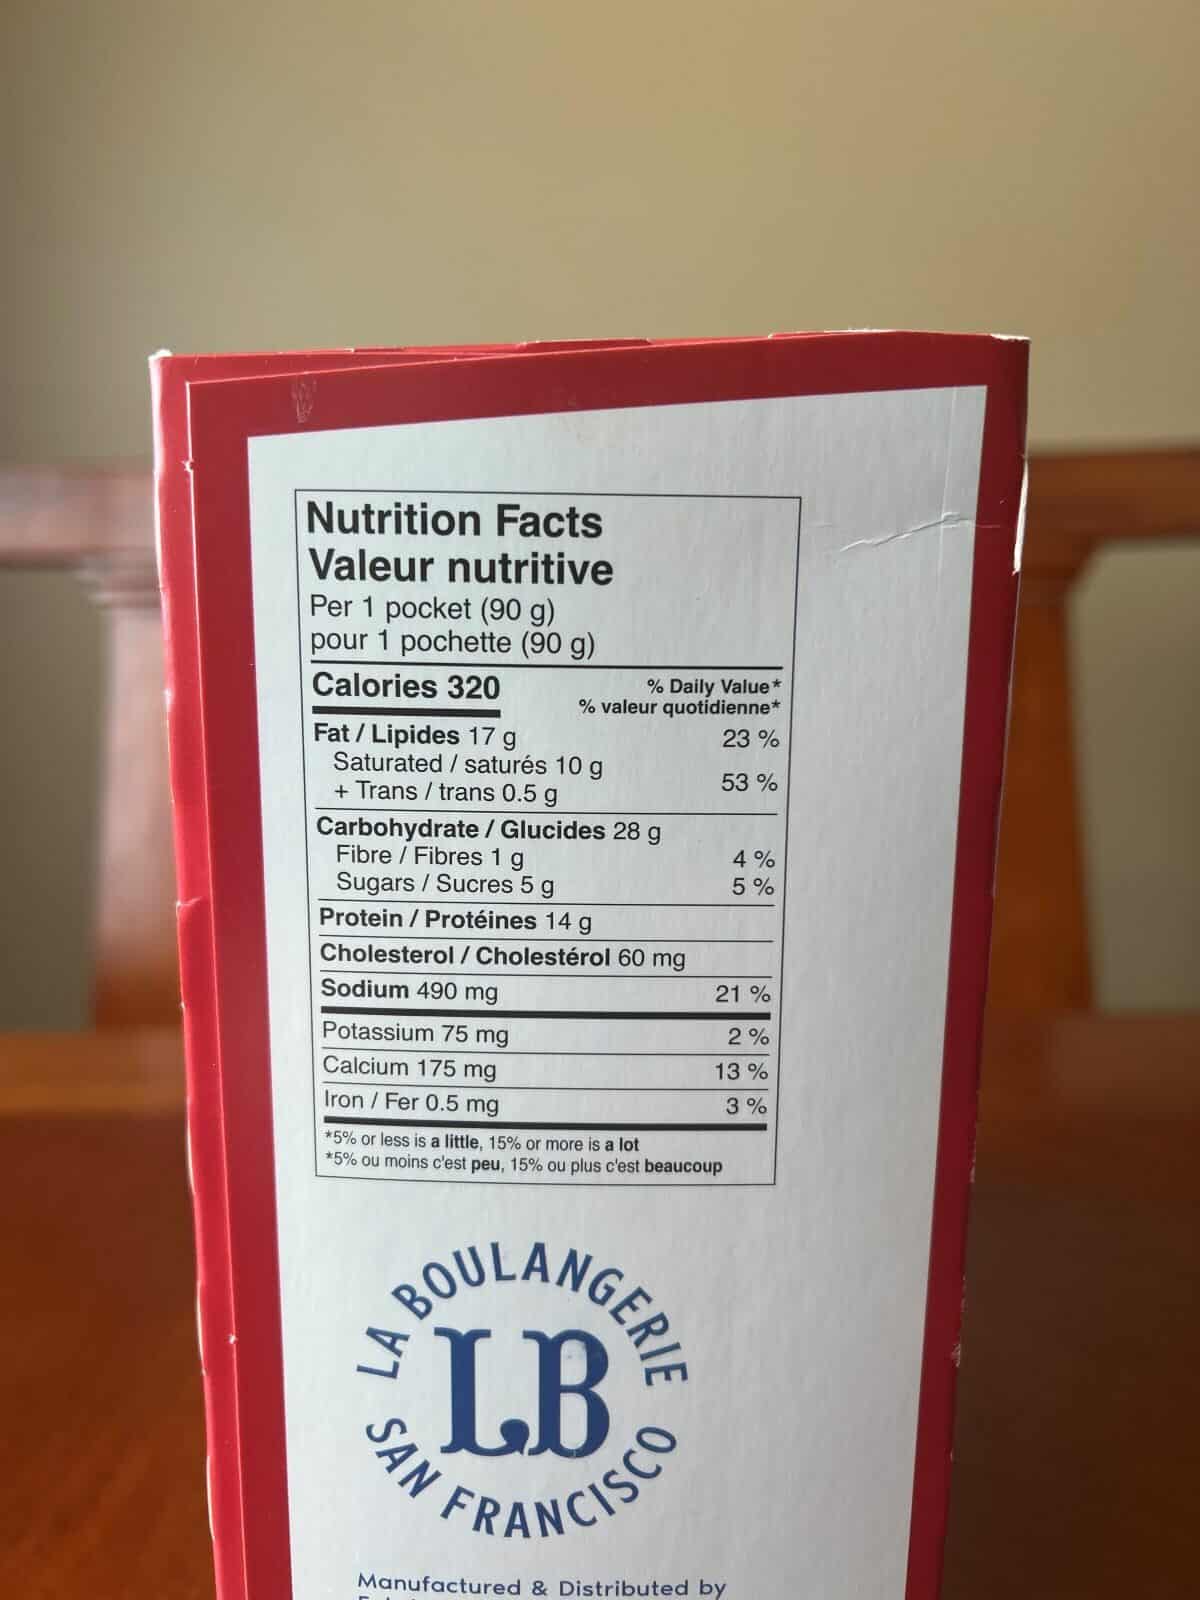 Nutrition Facts
Valeur nutritive
Per 1 pocket (90 g)
pour 1 pochette (90 g)
Calories 320
% Daily Value*
% valeur quotidienne*
Fat / Lipides 17 g 23 %
Saturated / saturés 10 g
+ Trans / trans 0.5 g 53 %
Carbohydrate / Glucides 28 g
Fibre / Fibres 1 g 4 %
Sugars / Sucres 5 g 5 %
Protein / Protéines 14 g
Cholesterol / Cholestérol 60 mg
Sodium 490 mg 21 %
Potassium 75 mg 2 %
Calcium 175 mg 13 %
Iron / Fer 0.5 mg 3 %
*5% or less is a little, 15% or more is a lot
*5% ou moins c'est peu, 15% ou plus c'est beaucoup
LA BOULANGERIE
LB
SAN FRANCISCO
Manufactured & Distributed by